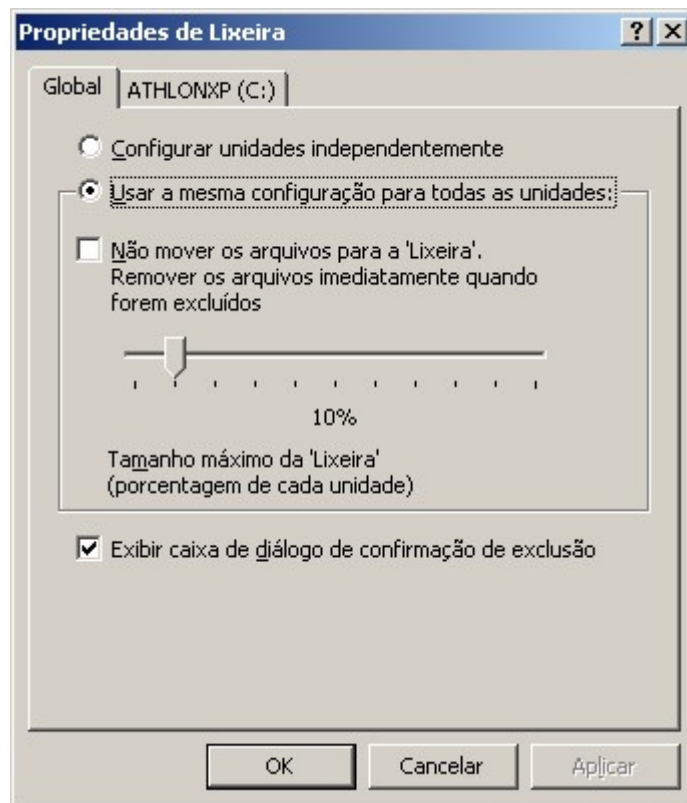 Propriedades de Lixeira
Global
ATHLONXP (C:)
Configurar unidades independentemente
Usar a mesma configuração para todas as unidades:
Não mover os arquivos para a 'Lixeira'.
Remover os arquivos imediatamente quando
forem excluídos
10%
Tamanho máximo da 'Lixeira'
(porcentagem de cada unidade)
Exibir caixa de diálogo de confirmação de exclusão
OK
Cancelar
Aplicar